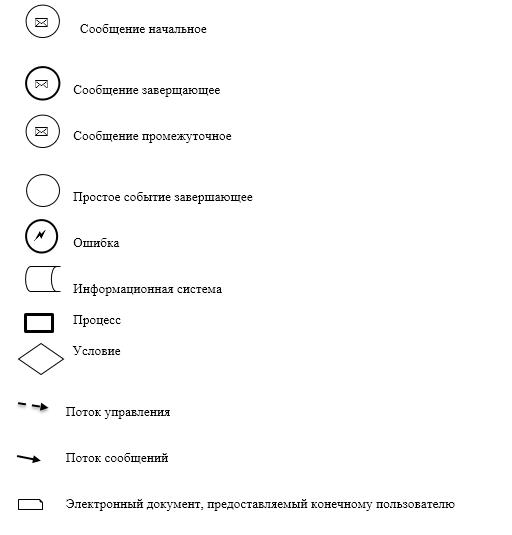 Сообщение начальное
Сообщение заверщающее
Сообщение промежуточное
Простое событие завершающее
Ошибка
Информационная система
Процесс
Условие
Поток управления
Поток сообщений
Электронный документ, предоставляемый конечному пользователю